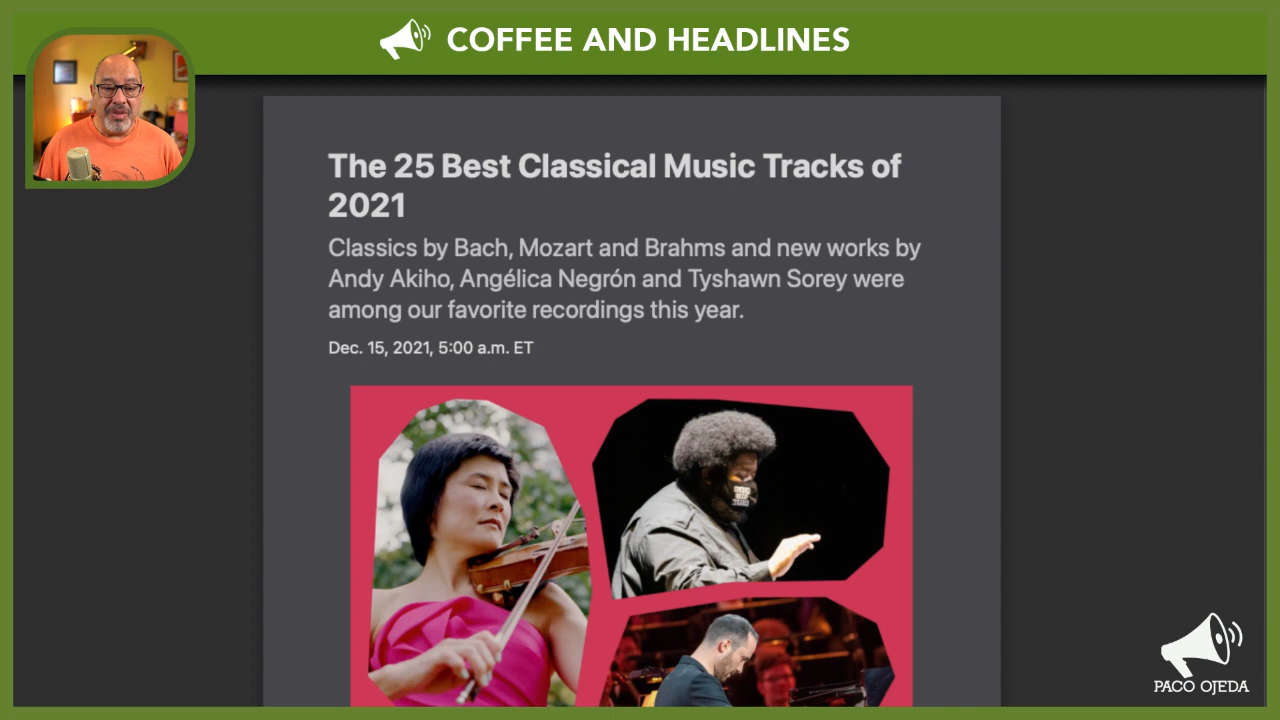 COFFEE AND HEADLINES
The 25 Best Classical Music Tracks of
2021
Classics by Bach, Mozart and Brahms and new works by
Andy Akiho, Angélica Negrón and Tyshawn Sorey were
among our favorite recordings this year.
Dec. 15, 2021, 5:00 a.m. ET
PACO OJEDA